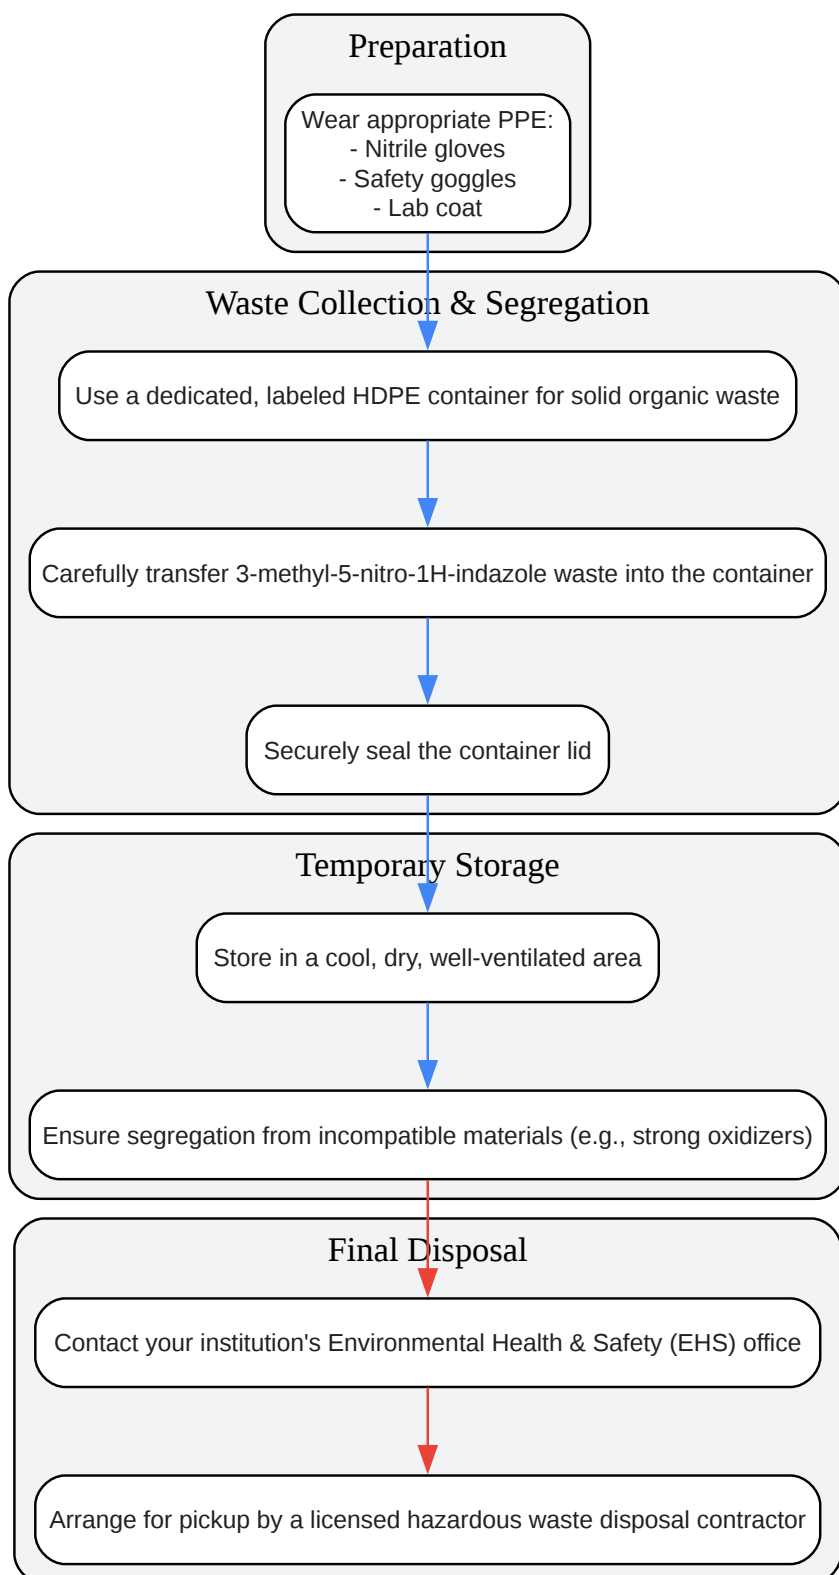 Preparation
Wear appropriate PPE:
- Nitrile gloves
- Safety goggles
- Lab coat
Waste Collection & Segregation
Use a dedicated, labeled HDPE container for solid organic waste
Carefully transfer 3-methyl-5-nitro-1H-indazole waste into the container
Securely seal the container lid
Temporary Storage
Store in a cool, dry, well-ventilated area
Ensure segregation from incompatible materials (e.g., strong oxidizers)
Final Disposal
Contact your institution's Environmental Health & Safety (EHS) office
Arrange for pickup by a licensed hazardous waste disposal contractor